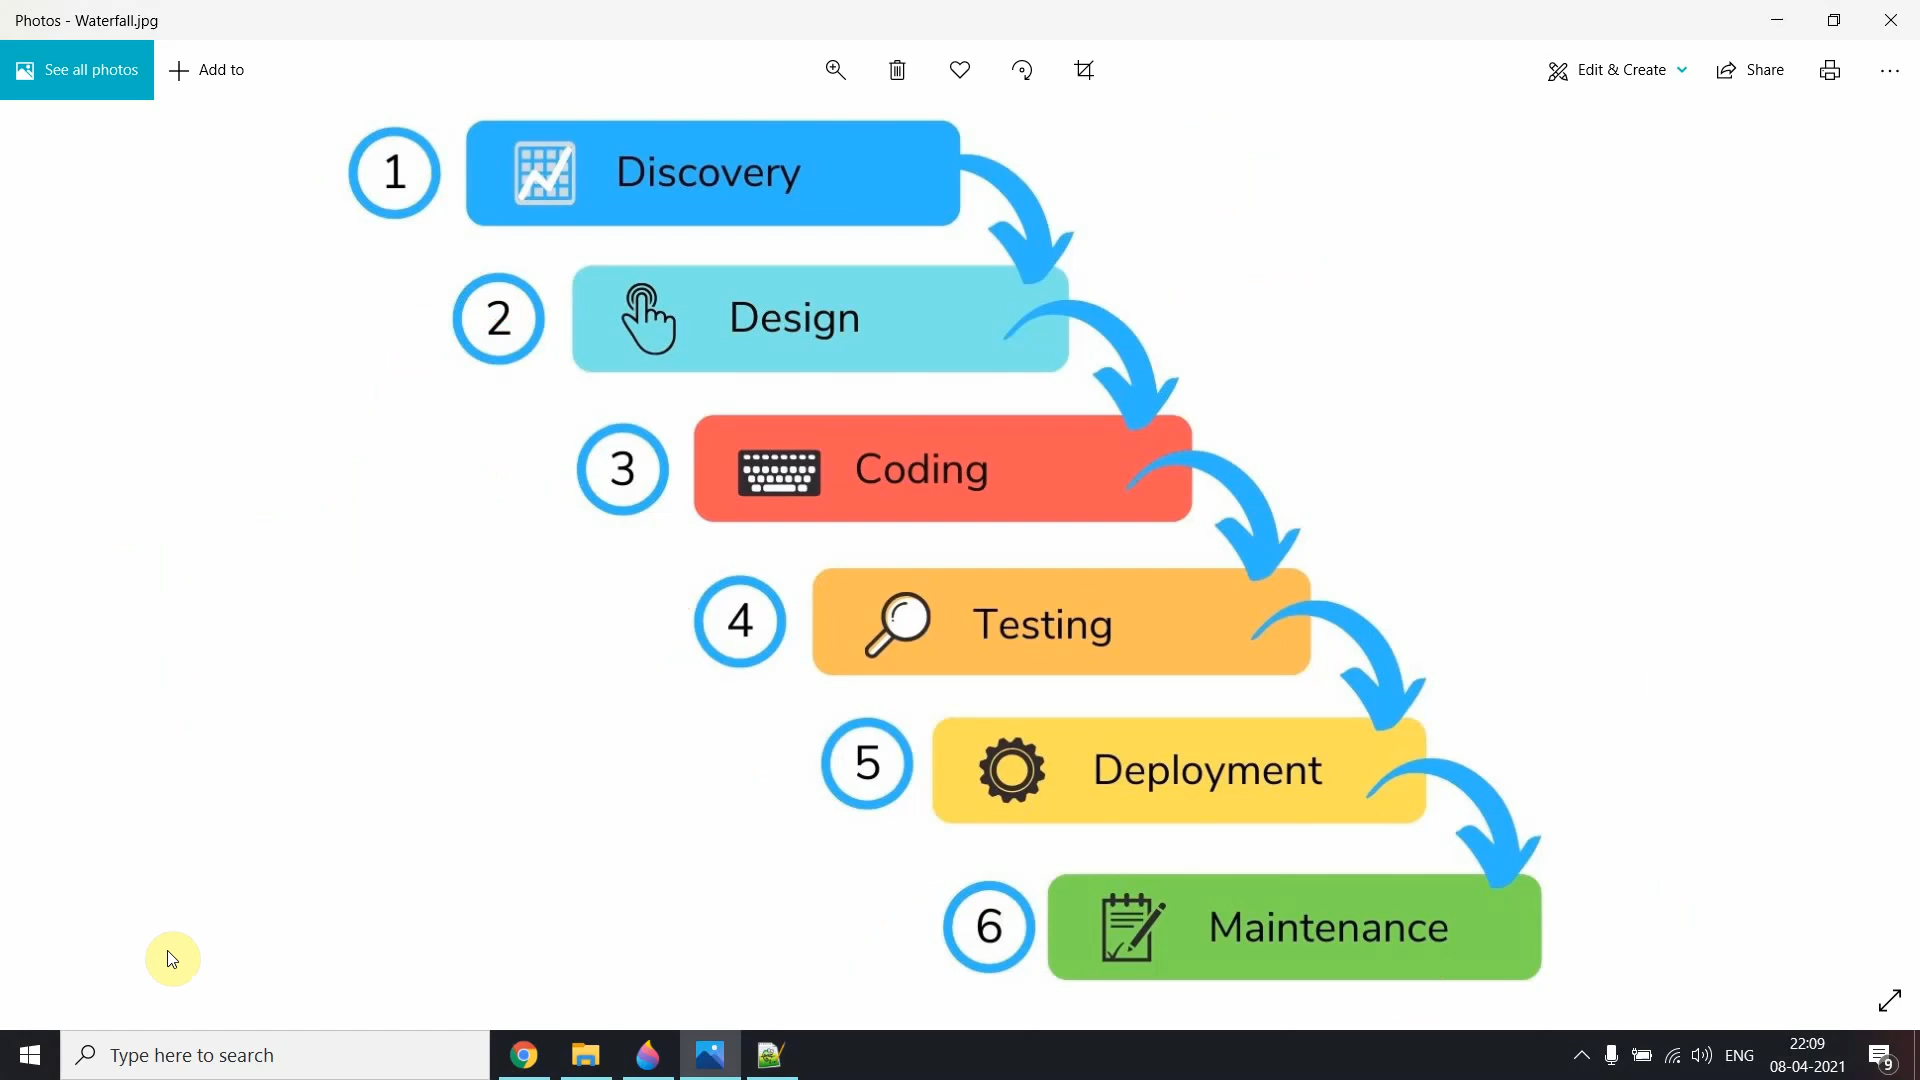 Photos - Waterfall.jpg
See all photos
Add to
Edit & Create
Share
1
Discovery
2
Design
3
Coding
4
Testing
5
Deployment
6
Maintenance
Type here to search
ENG
22:09
08-04-2021
9